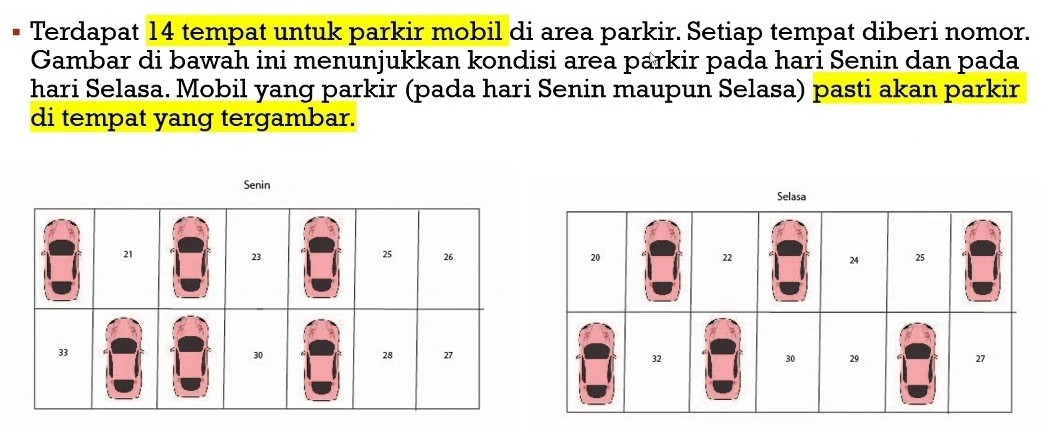 ▪ Terdapat 14 tempat untuk parkir mobil di area parkir. Setiap tempat diberi nomor.
Gambar di bawah ini menunjukkan kondisi area parkir pada hari Senin dan pada
hari Selasa. Mobil yang parkir (pada hari Senin maupun Selasa) pasti akan parkir
di tempat yang tergambar.
Senin
21 23 25 26
33 30 28 27
Selasa
20 22 24 25
32 30 29 27